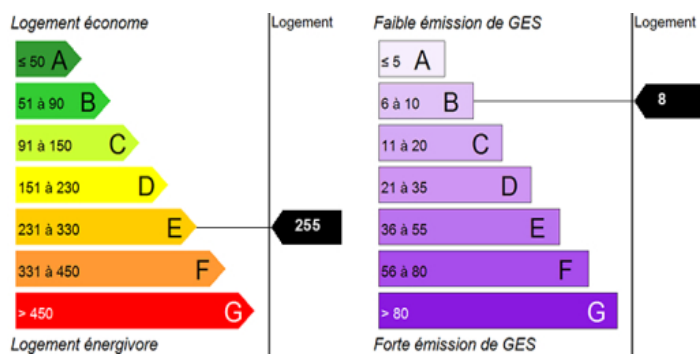 Logement économe
Logement
≤ 50 A
51 à 90 B
91 à 150 C
151 à 230 D
231 à 330 E
255
331 à 450 F
> 450 G
Logement énergivore
Faible émission de GES
Logement
≤ 5 A
6 à 10 B
8
11 à 20 C
21 à 35 D
36 à 55 E
56 à 80 F
> 80 G
Forte émission de GES